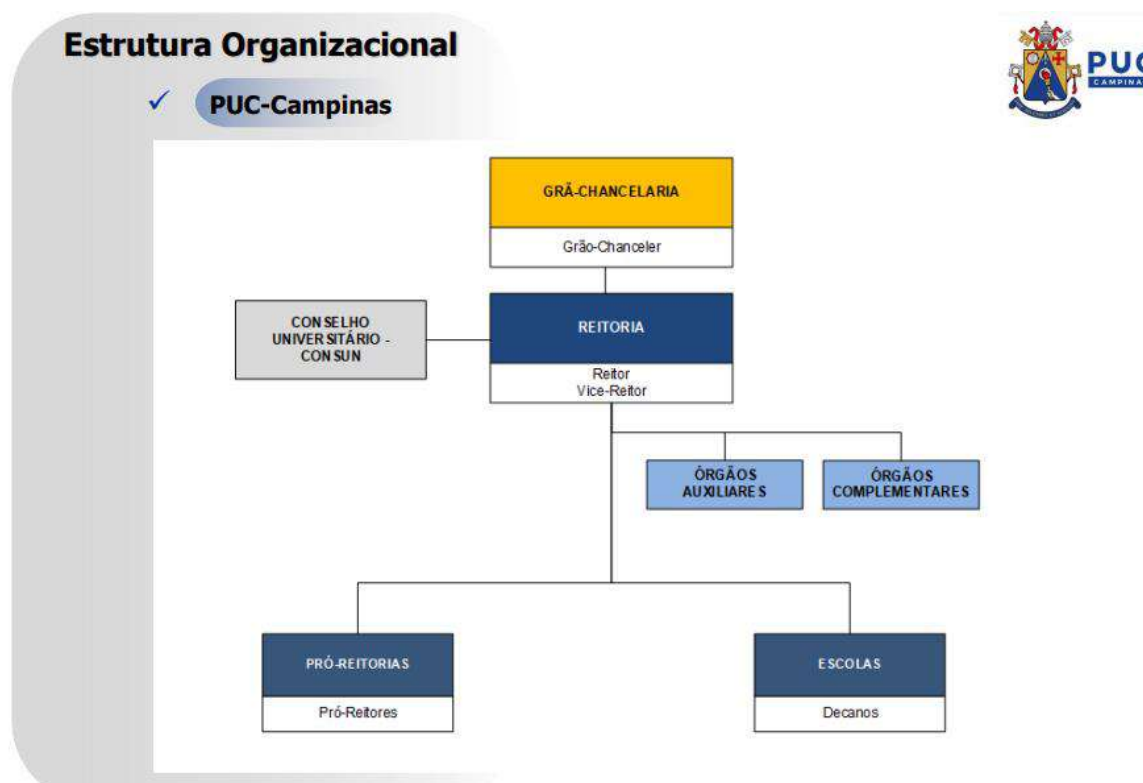 Estrutura Organizacional
✓ PUC-Campinas
PUC
CAMPINAS
GRÃ-CHANCELARIA
Grão-Chanceler
CONSELHO
UNIVERSITÁRIO -
CONSUN
REITORIA
Reitor
Vice-Reitor
ÓRGÃOS
AUXILIARES
ÓRGÃOS
COMPLEMENTARES
PRÓ-REITORIAS
Pró-Reitores
ESCOLAS
Decanos